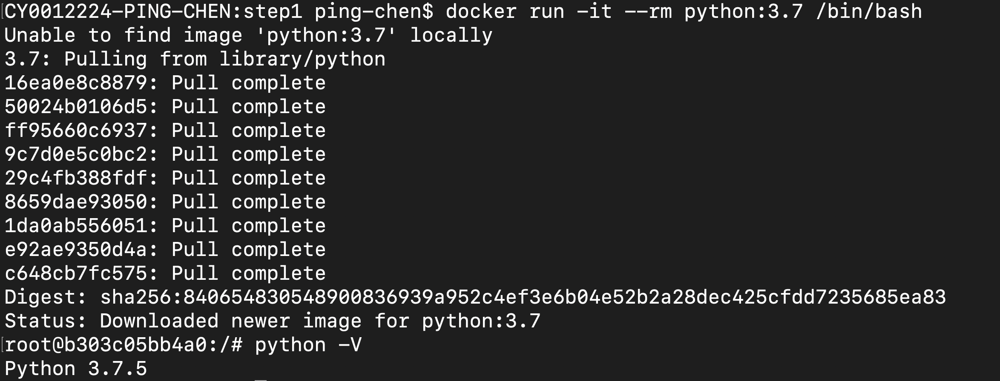 CY0012224-PING-CHEN:step1 ping-chen$ docker run -it --rm python:3.7 /bin/bash
Unable to find image 'python:3.7' locally
3.7: Pulling from library/python
16ea0e8c8879: Pull complete
50024b0106d5: Pull complete
ff95660c6937: Pull complete
9c7d0e5c0bc2: Pull complete
29c4fb388fdf: Pull complete
8659dae93050: Pull complete
1da0ab556051: Pull complete
e92ae9350d4a: Pull complete
c648cb7fc575: Pull complete
Digest: sha256:840654830548900836939a952c4ef3e6b04e52b2a28dec425cfdd7235685ea83
Status: Downloaded newer image for python:3.7
root@b303c05bb4a0:/# python -V
Python 3.7.5